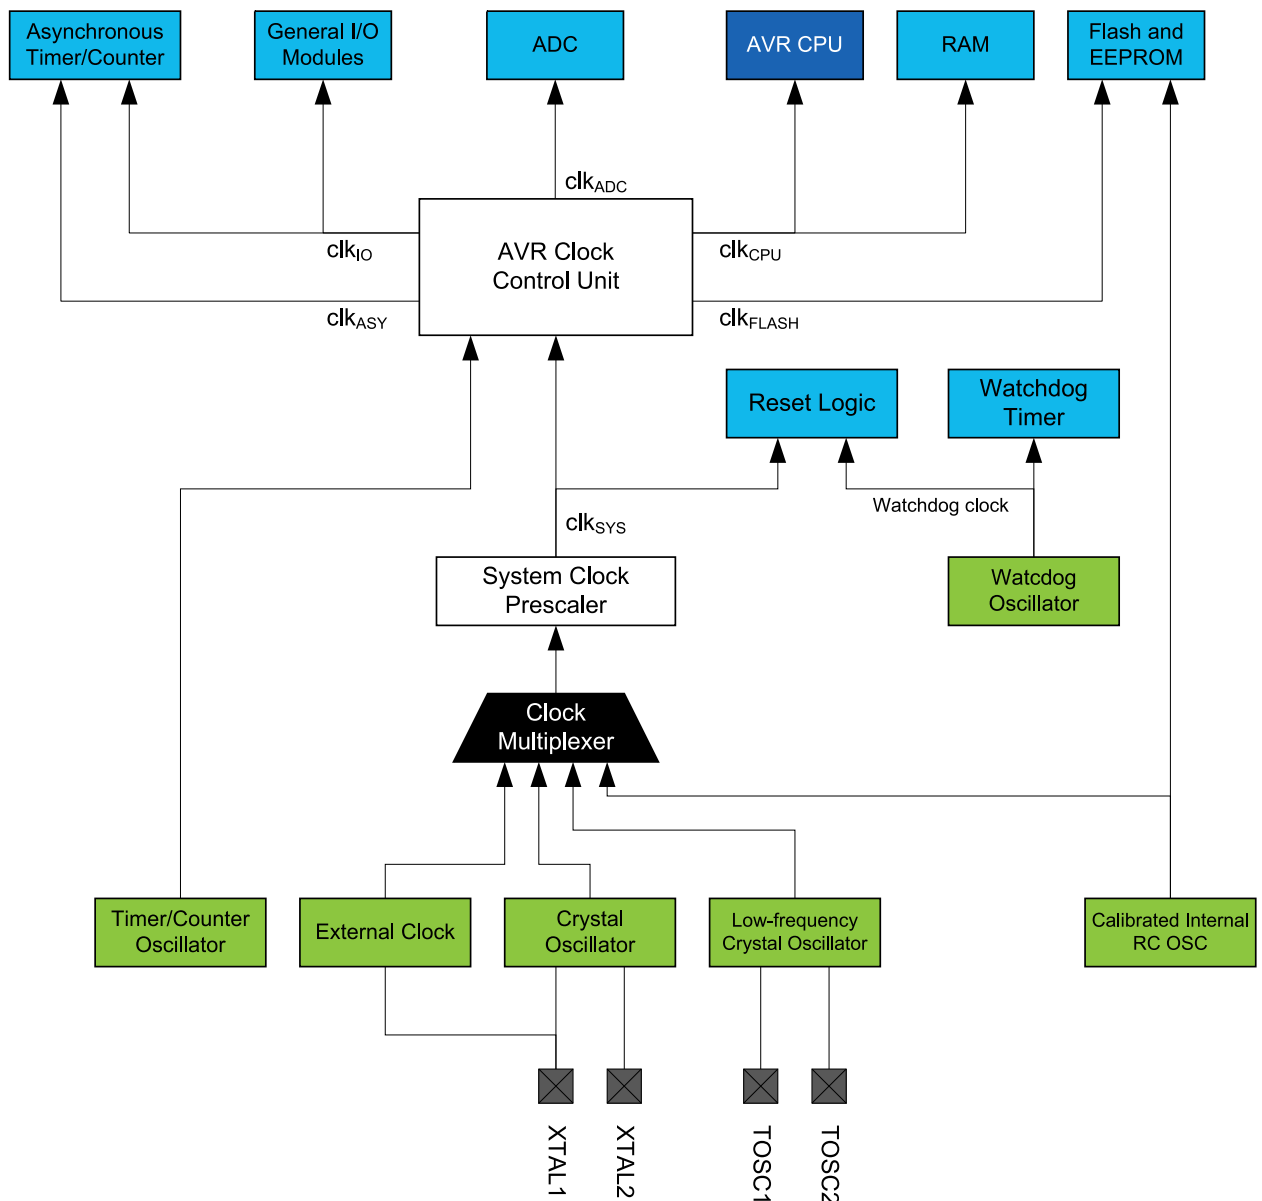 Asynchronous
Timer/Counter
General I/O
Modules
ADC
AVR CPU
RAM
Flash and
EEPROM
clkADC
clkIO
AVR Clock
Control Unit
clkCPU
clkASY
clkFLASH
Reset Logic
Watchdog
Timer
Watchdog clock
clkSYS
System Clock
Prescaler
Watcdog
Oscillator
Clock
Multiplexer
Timer/Counter
Oscillator
External Clock
Crystal
Oscillator
Low-frequency
Crystal Oscillator
Calibrated Internal
RC OSC
XTAL1
XTAL2
TOSC1
TOSC2